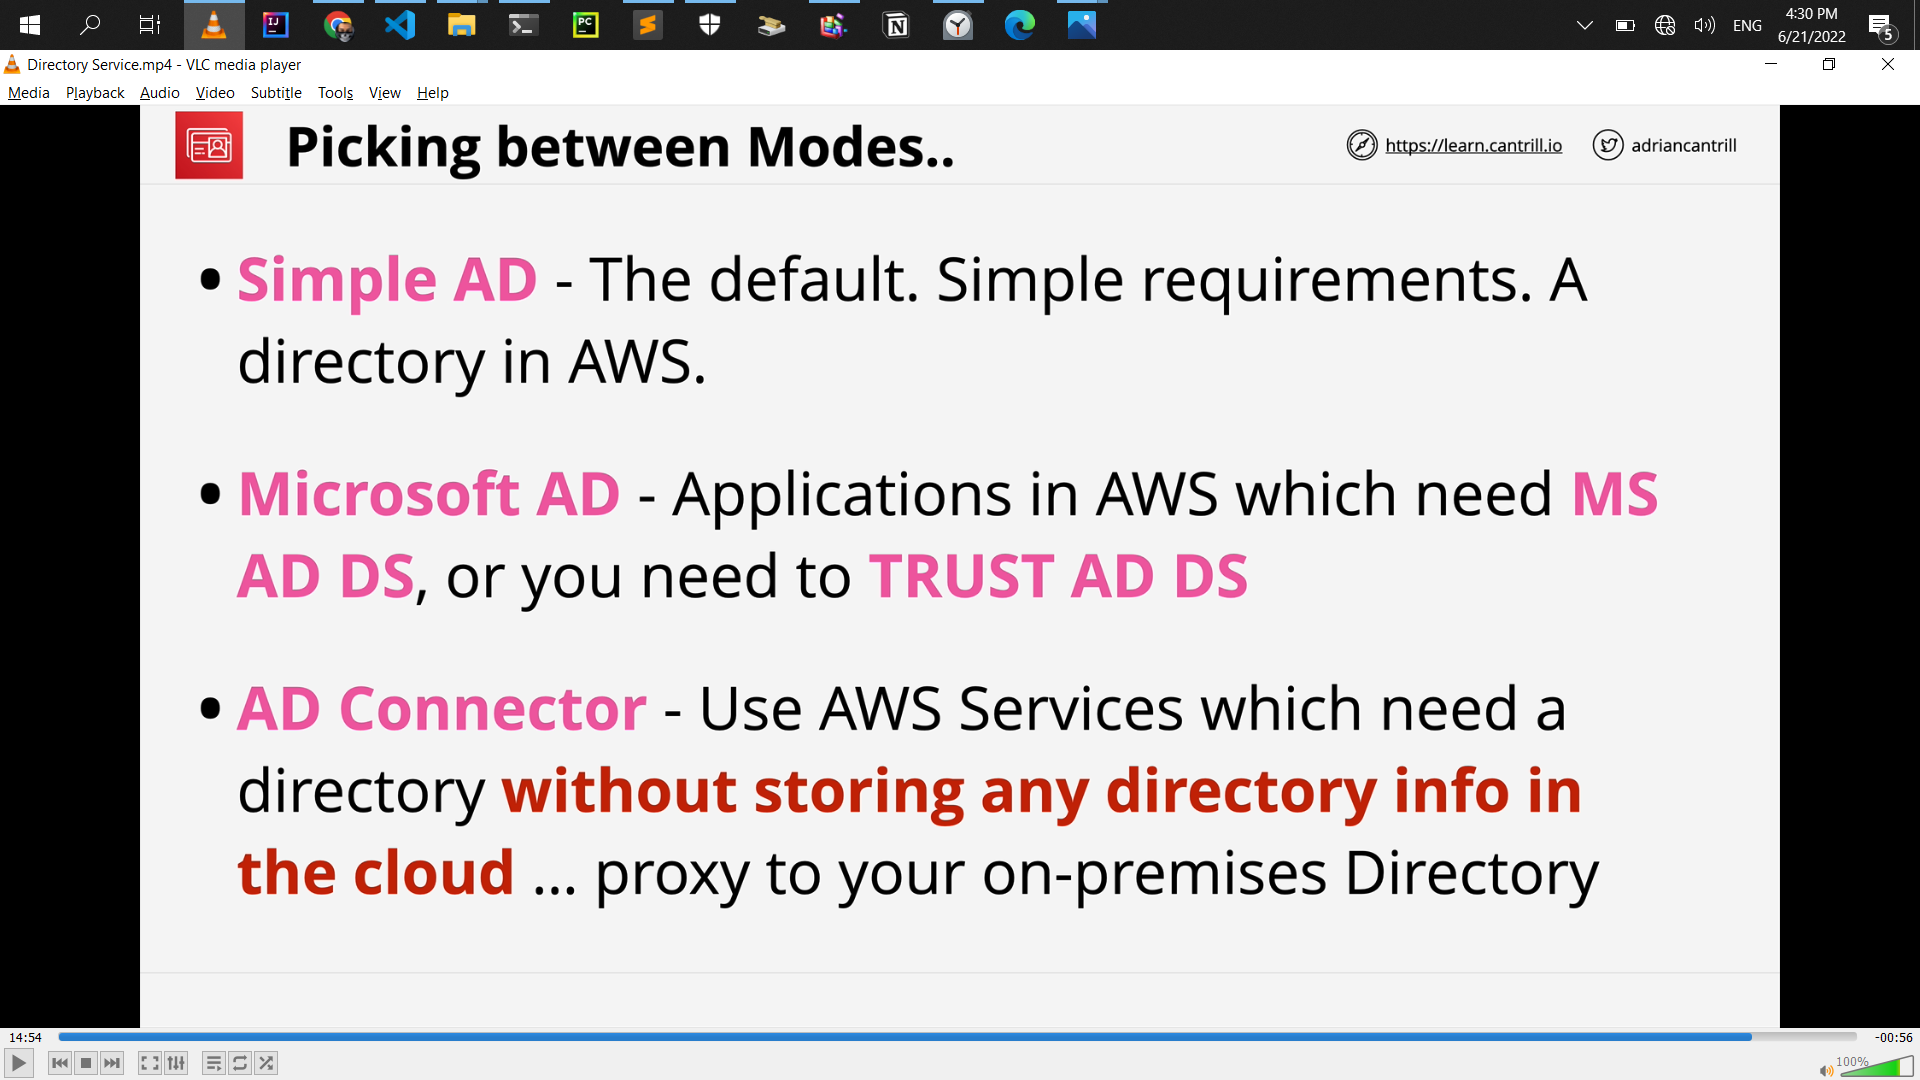 ENG
4:30 PM
6/21/2022
5
IJ
PC
Directory Service.mp4 - VLC media player
Media Playback Audio Video Subtitle Tools View Help
Picking between Modes..
https://learn.cantrill.io
adriancantrill
• Simple AD - The default. Simple requirements. A
directory in AWS.
• Microsoft AD - Applications in AWS which need MS
AD DS, or you need to TRUST AD DS
• AD Connector - Use AWS Services which need a
directory without storing any directory info in
the cloud ... proxy to your on-premises Directory
14:54
-00:56
100%